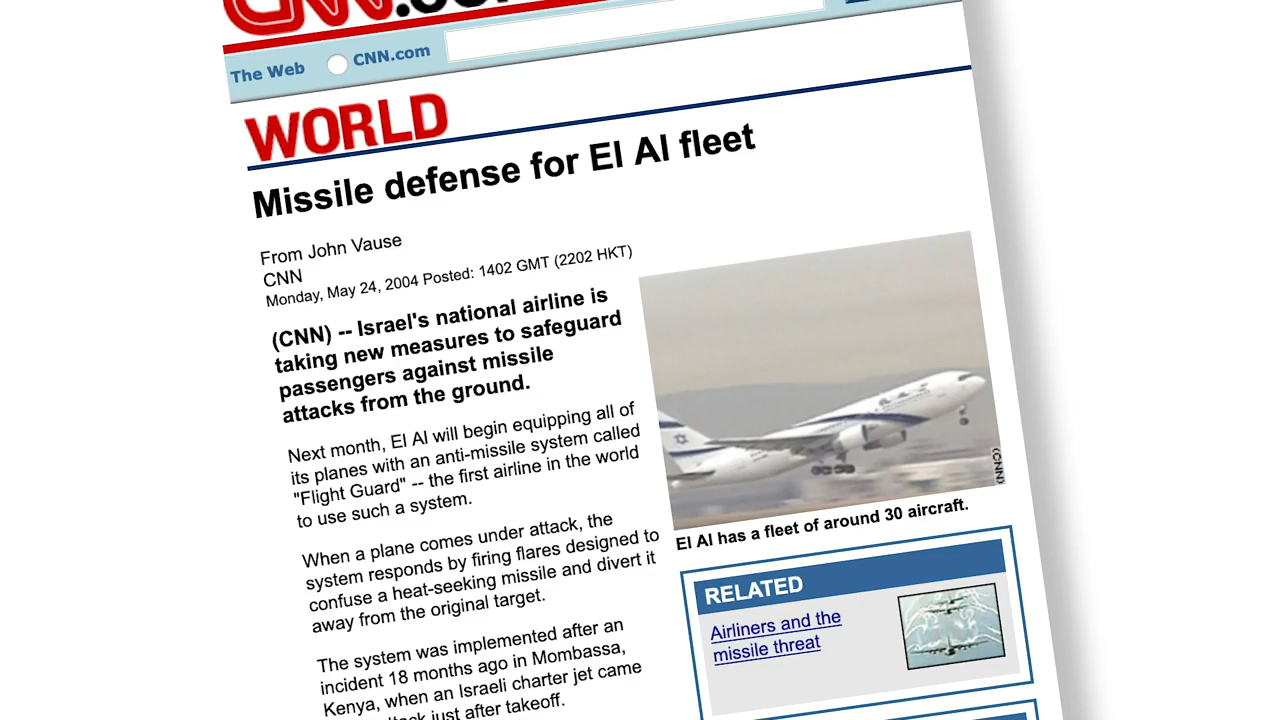 CNN.com
The Web
CNN.com
WORLD
Missile defense for El Al fleet
From John Vause
CNN
Monday, May 24, 2004 Posted: 1402 GMT (2202 HKT)
(CNN) -- Israel's national airline is
taking new measures to safeguard
passengers against missile
attacks from the ground.
Next month, El Al will begin equipping all of
its planes with an anti-missile system called
"Flight Guard" -- the first airline in the world
to use such a system.
When a plane comes under attack, the
system responds by firing flares designed to
confuse a heat-seeking missile and divert it
away from the original target.
The system was implemented after an
incident 18 months ago in Mombassa,
Kenya, when an Israeli charter jet came
just after takeoff.
(CNN)
El Al has a fleet of around 30 aircraft.
RELATED
Airliners and the
missile threat